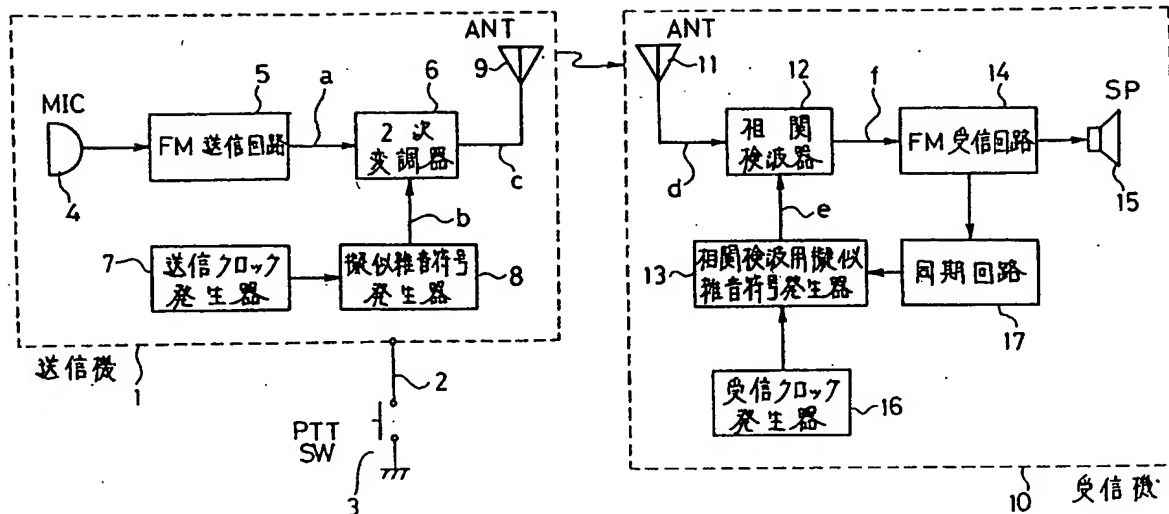 ANT
9
MIC
4
5
FM 送信回路
a
6
2次
変調器
c
b
7
送信クロック
発生器
擬似雑音符号
発生器
8
送信機
1
2
PTT
SW
3
ANT
11
d
12
相関
検波器
f
14
FM 受信回路
SP
15
e
13
相関検波用擬似
雑音符号発生器
同期回路
17
受信クロック
発生器
16
10
受信機